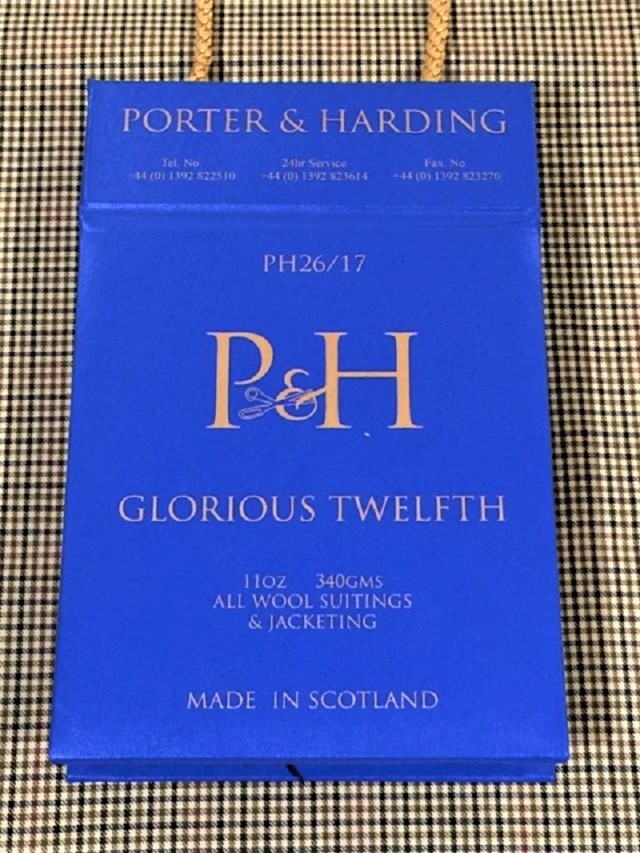 PORTER & HARDING
Tel. No. 24hr Service Fax. No.
+44 (0) 1392 822510 +44 (0) 1392 823614 +44 (0) 1392 823270
PH26/17
P&H
GLORIOUS TWELFTH
11OZ 340GMS
ALL WOOL SUITINGS
& JACKETING
MADE IN SCOTLAND